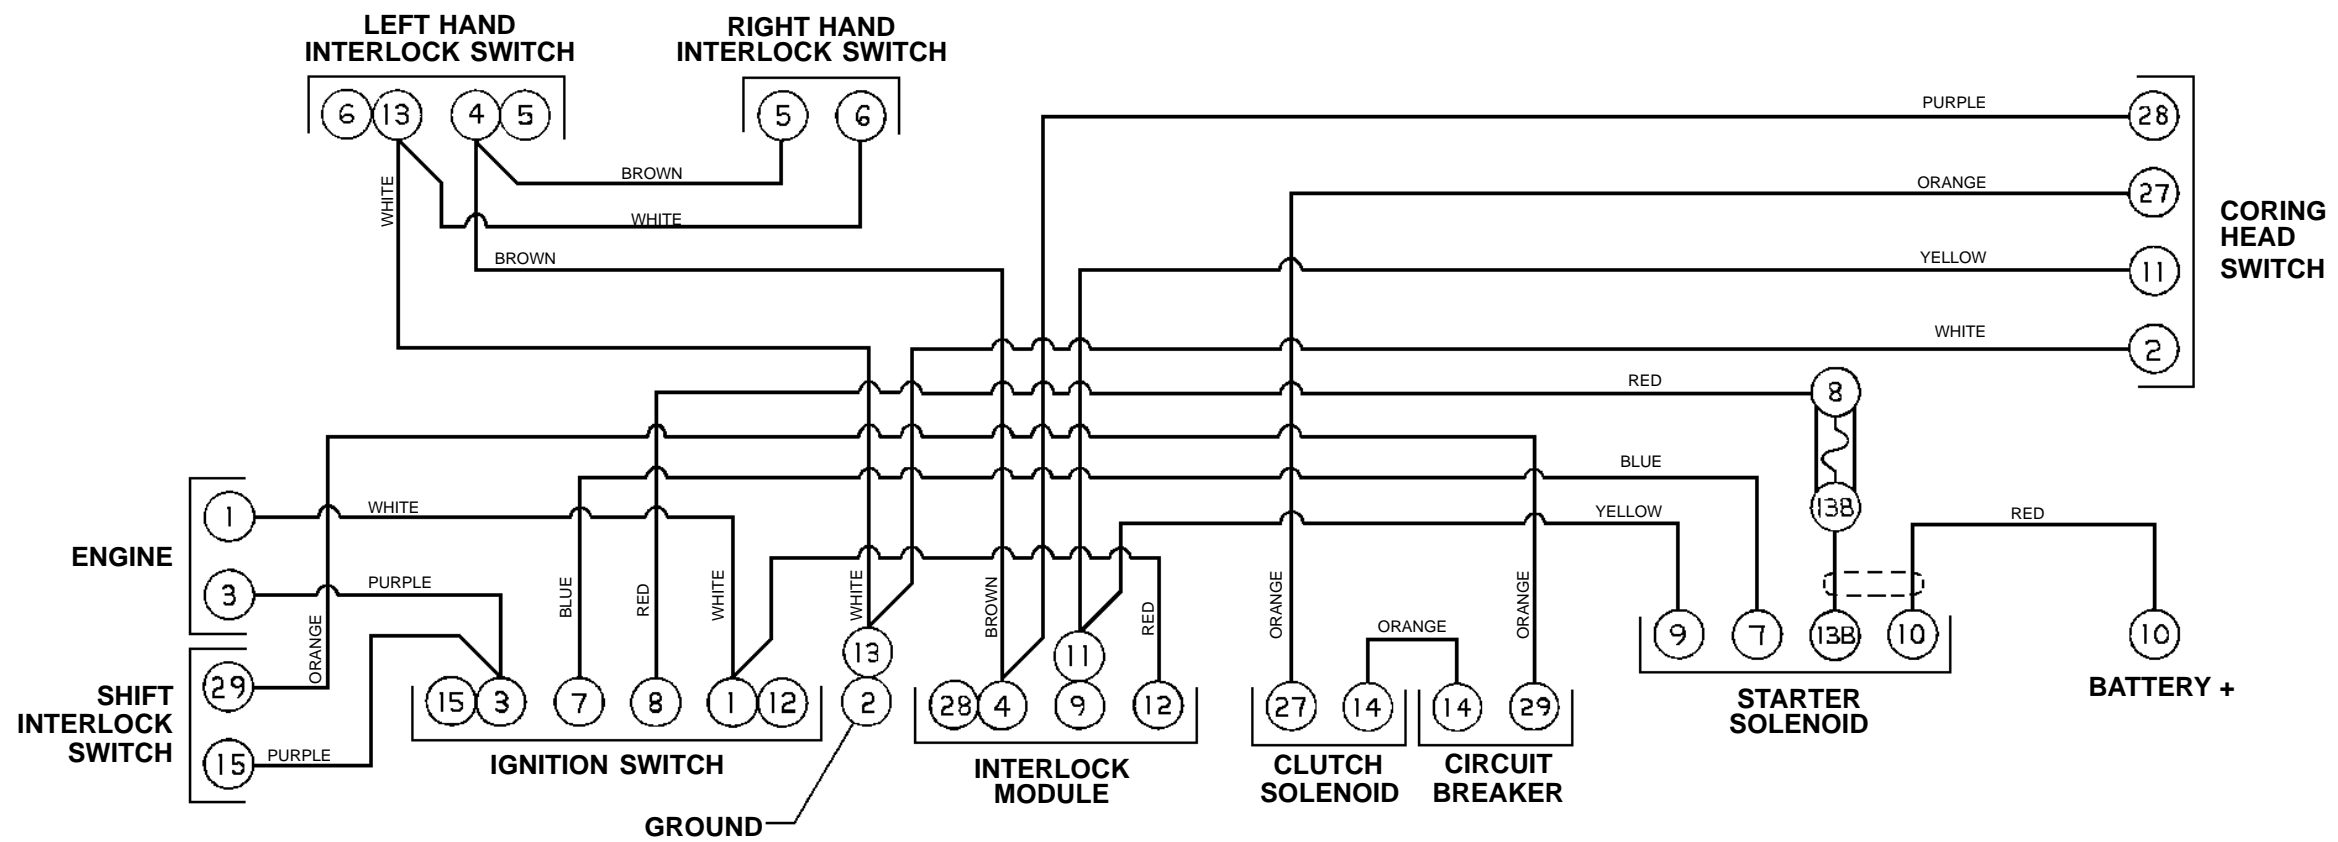 LEFT HAND
INTERLOCK SWITCH
RIGHT HAND
INTERLOCK SWITCH
6 13 4 5
5 6
PURPLE
28
BROWN
ORANGE
27
WHITE
WHITE
CORING
HEAD
SWITCH
BROWN
YELLOW
11
WHITE
2
RED
8
BLUE
13B
ENGINE
1
WHITE
YELLOW
RED
3
PURPLE
ORANGE
BLUE
RED
WHITE
WHITE
BROWN
RED
ORANGE
ORANGE
ORANGE
9 7 13B 10
10
BATTERY +
STARTER
SOLENOID
SHIFT
INTERLOCK
SWITCH
29
15
PURPLE
15 3 7 8 1 12
IGNITION SWITCH
13
2
GROUND
11
28 4 9 12
INTERLOCK
MODULE
27 14
CLUTCH
SOLENOID
14 29
CIRCUIT
BREAKER